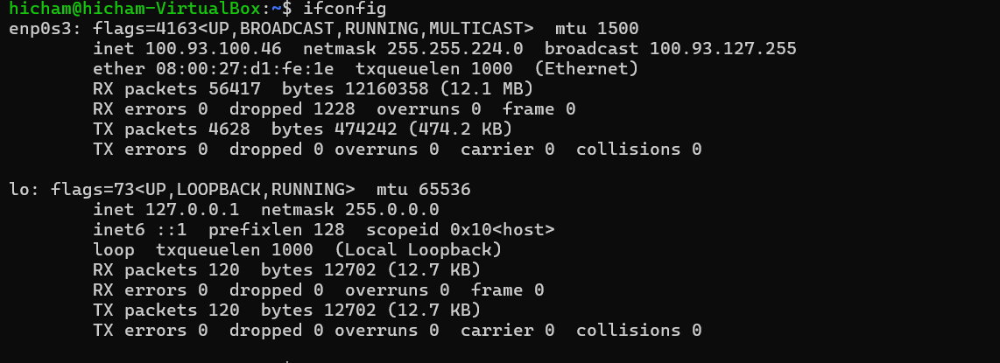 hicham@hicham-VirtualBox:~$ ifconfig
enp0s3: flags=4163<UP,BROADCAST,RUNNING,MULTICAST>  mtu 1500
        inet 100.93.100.46  netmask 255.255.224.0  broadcast 100.93.127.255
        ether 08:00:27:d1:fe:1e  txqueuelen 1000  (Ethernet)
        RX packets 56417  bytes 12160358 (12.1 MB)
        RX errors 0  dropped 1228  overruns 0  frame 0
        TX packets 4628  bytes 474242 (474.2 KB)
        TX errors 0  dropped 0 overruns 0  carrier 0  collisions 0

lo: flags=73<UP,LOOPBACK,RUNNING>  mtu 65536
        inet 127.0.0.1  netmask 255.0.0.0
        inet6 ::1  prefixlen 128  scopeid 0x10<host>
        loop  txqueuelen 1000  (Local Loopback)
        RX packets 120  bytes 12702 (12.7 KB)
        RX errors 0  dropped 0  overruns 0  frame 0
        TX packets 120  bytes 12702 (12.7 KB)
        TX errors 0  dropped 0 overruns 0  carrier 0  collisions 0